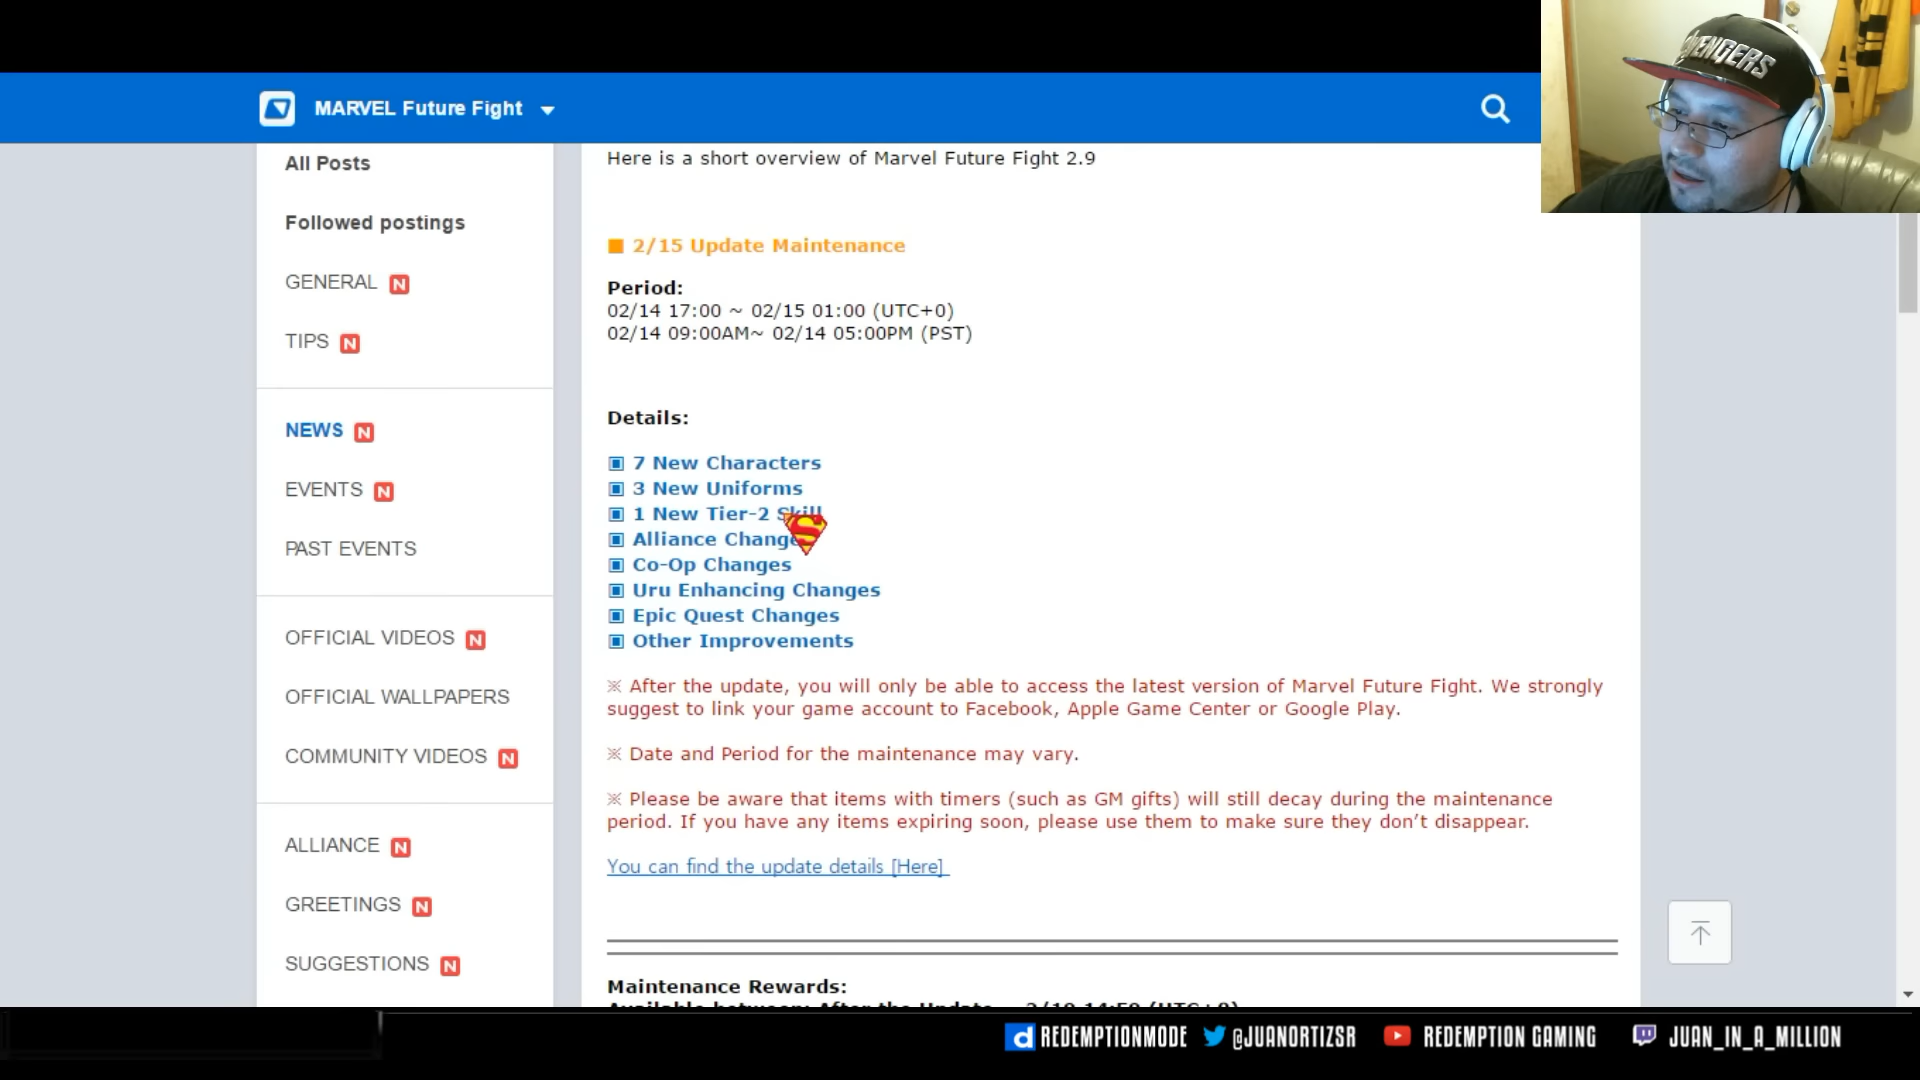 AVENGERS
MARVEL Future Fight
All Posts
Followed postings
GENERAL N
TIPS N
NEWS N
EVENTS N
PAST EVENTS
OFFICIAL VIDEOS N
OFFICIAL WALLPAPERS
COMMUNITY VIDEOS N
ALLIANCE N
GREETINGS N
SUGGESTIONS N
Here is a short overview of Marvel Future Fight 2.9
■ 2/15 Update Maintenance
Period:
02/14 17:00 ~ 02/15 01:00 (UTC+0)
02/14 09:00AM~ 02/14 05:00PM (PST)
Details:
▣ 7 New Characters
▣ 3 New Uniforms
▣ 1 New Tier-2 Skill
▣ Alliance Changes
▣ Co-Op Changes
▣ Uru Enhancing Changes
▣ Epic Quest Changes
▣ Other Improvements
※ After the update, you will only be able to access the latest version of Marvel Future Fight. We strongly
suggest to link your game account to Facebook, Apple Game Center or Google Play.
※ Date and Period for the maintenance may vary.
※ Please be aware that items with timers (such as GM gifts) will still decay during the maintenance
period. If you have any items expiring soon, please use them to make sure they don't disappear.
You can find the update details [Here]
Maintenance Rewards:
Available between: After the Update
d REDEMPTIONMODE @JUANORTIZSR REDEMPTION GAMING JUAN_IN_A_MILLION